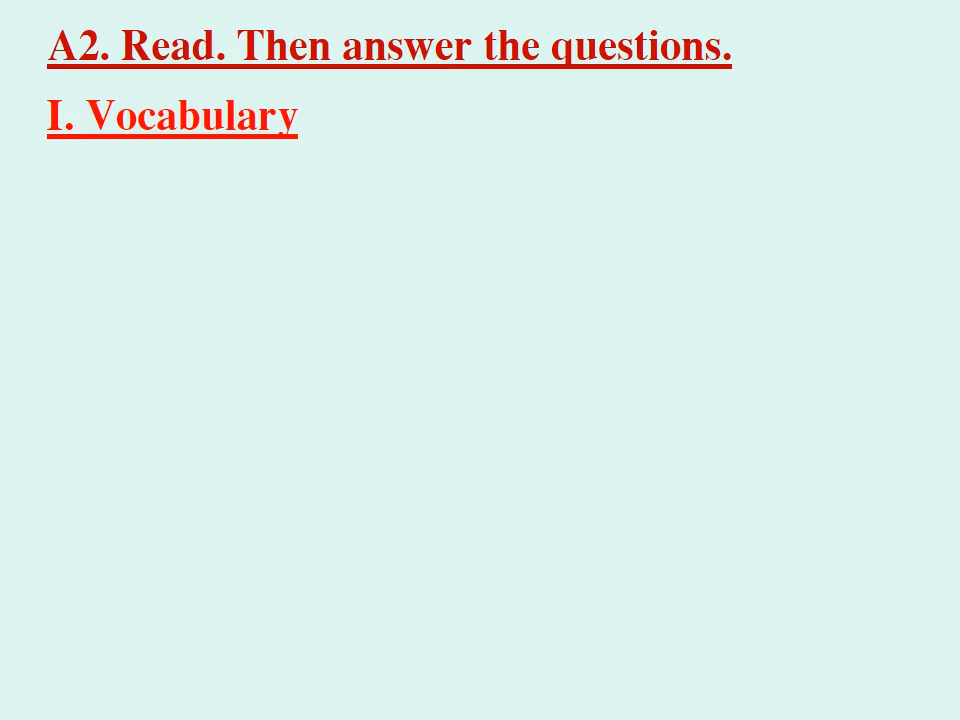 A2. Read. Then answer the questions.
I. Vocabulary